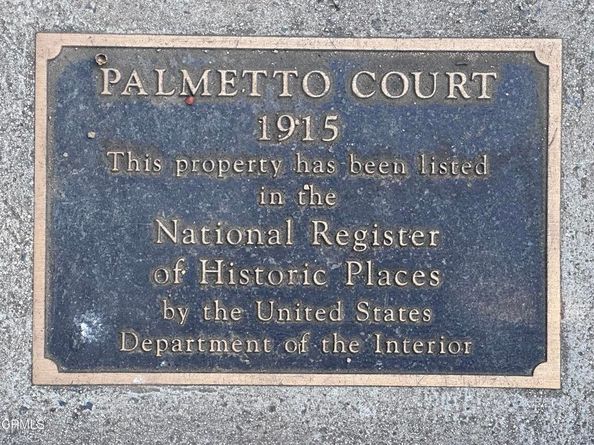 PALMETTO COURT
1915
This property has been listed
in the
National Register
of Historic Places
by the United States
Department of the Interior